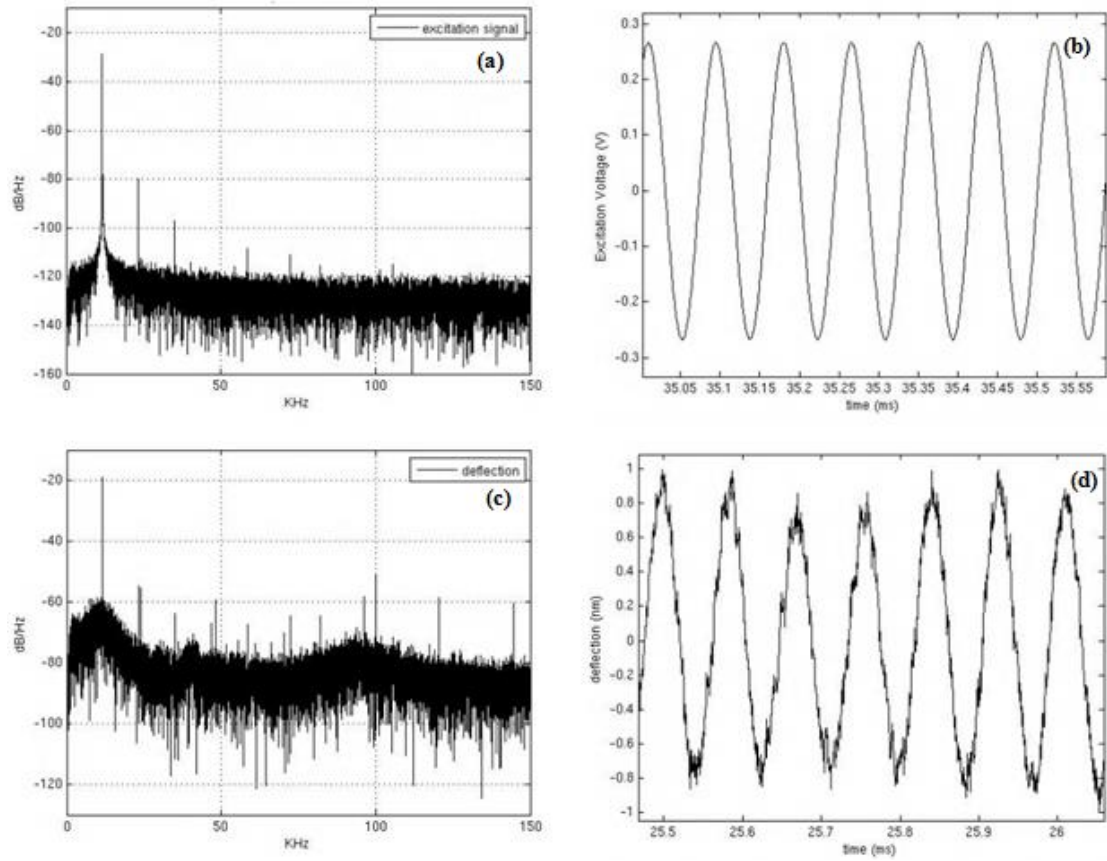 excitation signal
(a)
-20
-40
-60
-80
-100
-120
-140
-160
dB/Hz
0 50 100 150
KHz
(b)
0.3
0.2
0.1
0
-0.1
-0.2
-0.3
Excitation Voltage (V)
35.05 35.1 35.15 35.2 35.25 35.3 35.35 35.4 35.45 35.5 35.55
time (ms)
deflection
(c)
-20
-40
-60
-80
-100
-120
dB/Hz
0 50 100 150
KHz
(d)
1
0.8
0.6
0.4
0.2
0
-0.2
-0.4
-0.6
-0.8
-1
deflection (nm)
25.5 25.6 25.7 25.8 25.9 26
time (ms)